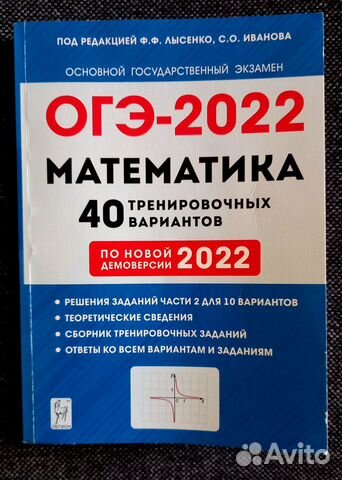 ПОД РЕДАКЦИЕЙ Ф.Ф. ЛЫСЕНКО, С.О. ИВАНОВА
ОСНОВНОЙ ГОСУДАРСТВЕННЫЙ ЭКЗАМЕН
ОГЭ-2022
МАТЕМАТИКА
40 ТРЕНИРОВОЧНЫХ
ВАРИАНТОВ
ПО НОВОЙ
ДЕМОВЕРСИИ 2022
• РЕШЕНИЯ ЗАДАНИЙ ЧАСТИ 2 ДЛЯ 10 ВАРИАНТОВ
• ТЕОРЕТИЧЕСКИЕ СВЕДЕНИЯ
• СБОРНИК ТРЕНИРОВОЧНЫХ ЗАДАНИЙ
• ОТВЕТЫ КО ВСЕМ ВАРИАНТАМ И ЗАДАНИЯМ
ЛЕГИОН
Avito